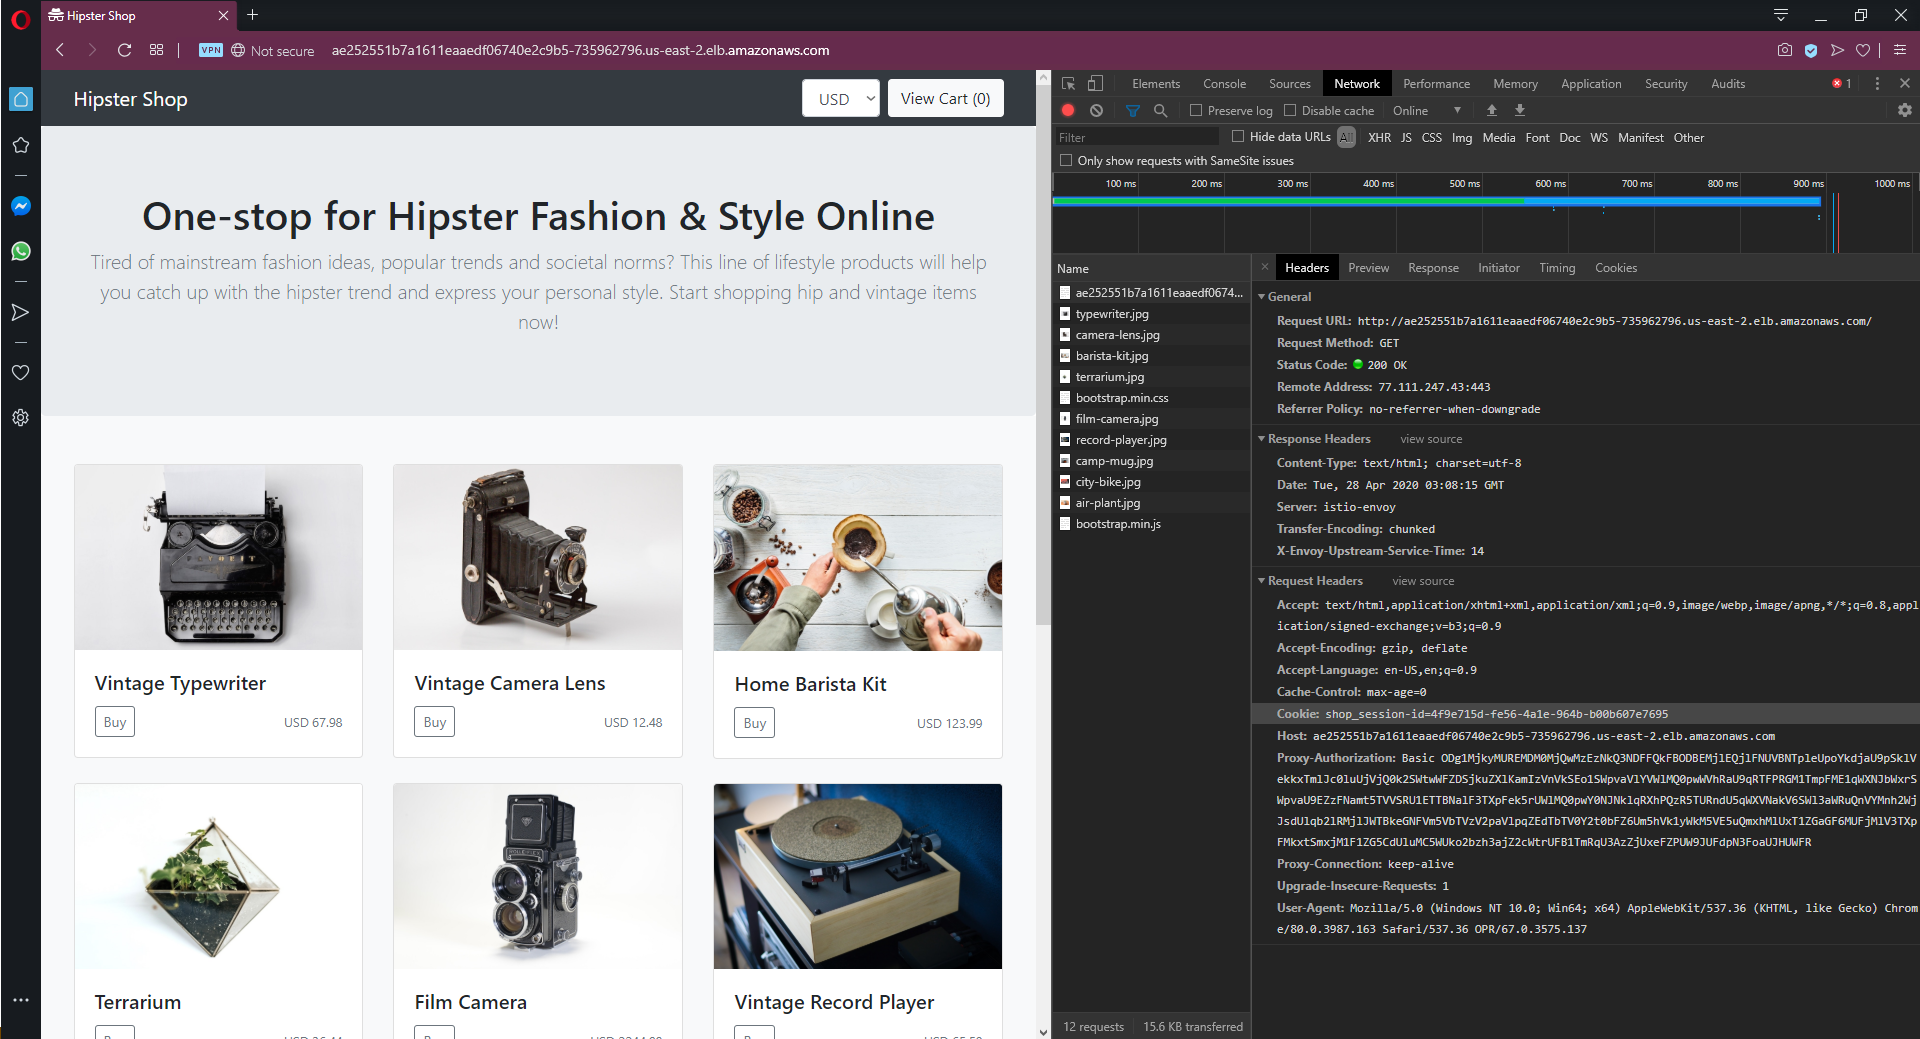 Hipster Shop
VPN Not secure ae252551b7a1611eaaedf06740e2c9b5-735962796.us-east-2.elb.amazonaws.com
Hipster Shop
USD
View Cart (0)
One-stop for Hipster Fashion & Style Online
Tired of mainstream fashion ideas, popular trends and societal norms? This line of lifestyle products will help
you catch up with the hipster trend and express your personal style. Start shopping hip and vintage items
now!
Vintage Typewriter
Buy
USD 67.98
Vintage Camera Lens
Buy
USD 12.48
Home Barista Kit
Buy
USD 123.99
Terrarium
Film Camera
Vintage Record Player
Elements Console Sources Network Performance Memory Application Security Audits 1
Preserve log Disable cache Online
Filter Hide data URLs All XHR JS CSS Img Media Font Doc WS Manifest Other
Only show requests with SameSite issues
100 ms 200 ms 300 ms 400 ms 500 ms 600 ms 700 ms 800 ms 900 ms 1000 ms
Name
ae252551b7a1611eaaedf0674...
typewriter.jpg
camera-lens.jpg
barista-kit.jpg
terrarium.jpg
bootstrap.min.css
film-camera.jpg
record-player.jpg
camp-mug.jpg
city-bike.jpg
air-plant.jpg
bootstrap.min.js
12 requests 15.6 KB transferred
Headers Preview Response Initiator Timing Cookies
General
Request URL: http://ae252551b7a1611eaaedf06740e2c9b5-735962796.us-east-2.elb.amazonaws.com/
Request Method: GET
Status Code: 200 OK
Remote Address: 77.111.247.43:443
Referrer Policy: no-referrer-when-downgrade
Response Headers view source
Content-Type: text/html; charset=utf-8
Date: Tue, 28 Apr 2020 03:08:15 GMT
Server: istio-envoy
Transfer-Encoding: chunked
X-Envoy-Upstream-Service-Time: 14
Request Headers view source
Accept: text/html,application/xhtml+xml,application/xml;q=0.9,image/webp,image/apng,*/*;q=0.8,appl
ication/signed-exchange;v=b3;q=0.9
Accept-Encoding: gzip, deflate
Accept-Language: en-US,en;q=0.9
Cache-Control: max-age=0
Cookie: shop_session-id=4f9e715d-fe56-4a1e-964b-b00b607e7695
Host: ae252551b7a1611eaaedf06740e2c9b5-735962796.us-east-2.elb.amazonaws.com
Proxy-Authorization: Basic
Proxy-Connection: keep-alive
Upgrade-Insecure-Requests: 1
User-Agent: Mozilla/5.0 (Windows NT 10.0; Win64; x64) AppleWebKit/537.36 (KHTML, like Gecko) Chrom
e/80.0.3987.163 Safari/537.36 OPR/67.0.3575.137